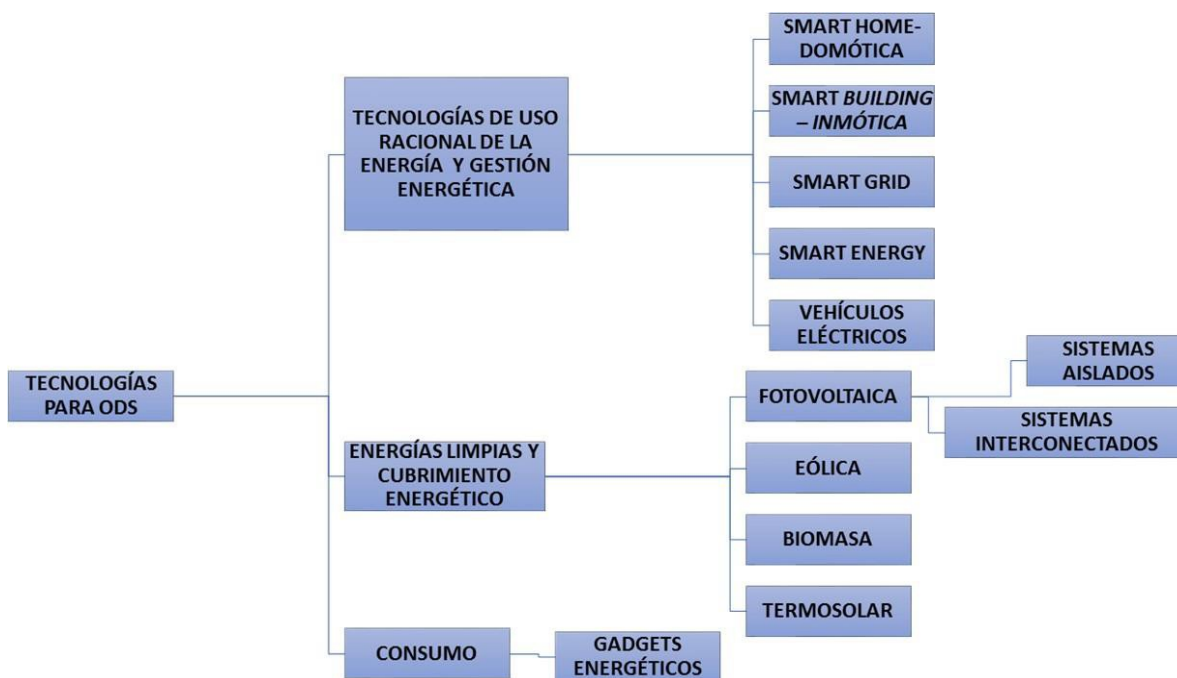 TECNOLOGÍAS
PARA ODS
TECNOLOGÍAS DE USO
RACIONAL DE LA
ENERGÍA Y GESTIÓN
ENERGÉTICA
SMART HOME-
DOMÓTICA
SMART BUILDING
– INMÓTICA
SMART GRID
SMART ENERGY
VEHÍCULOS
ELÉCTRICOS
ENERGÍAS LIMPIAS Y
CUBRIMIENTO
ENERGÉTICO
FOTOVOLTAICA
SISTEMAS
AISLADOS
SISTEMAS
INTERCONECTADOS
EÓLICA
BIOMASA
TERMOSOLAR
CONSUMO
GADGETS
ENERGÉTICOS